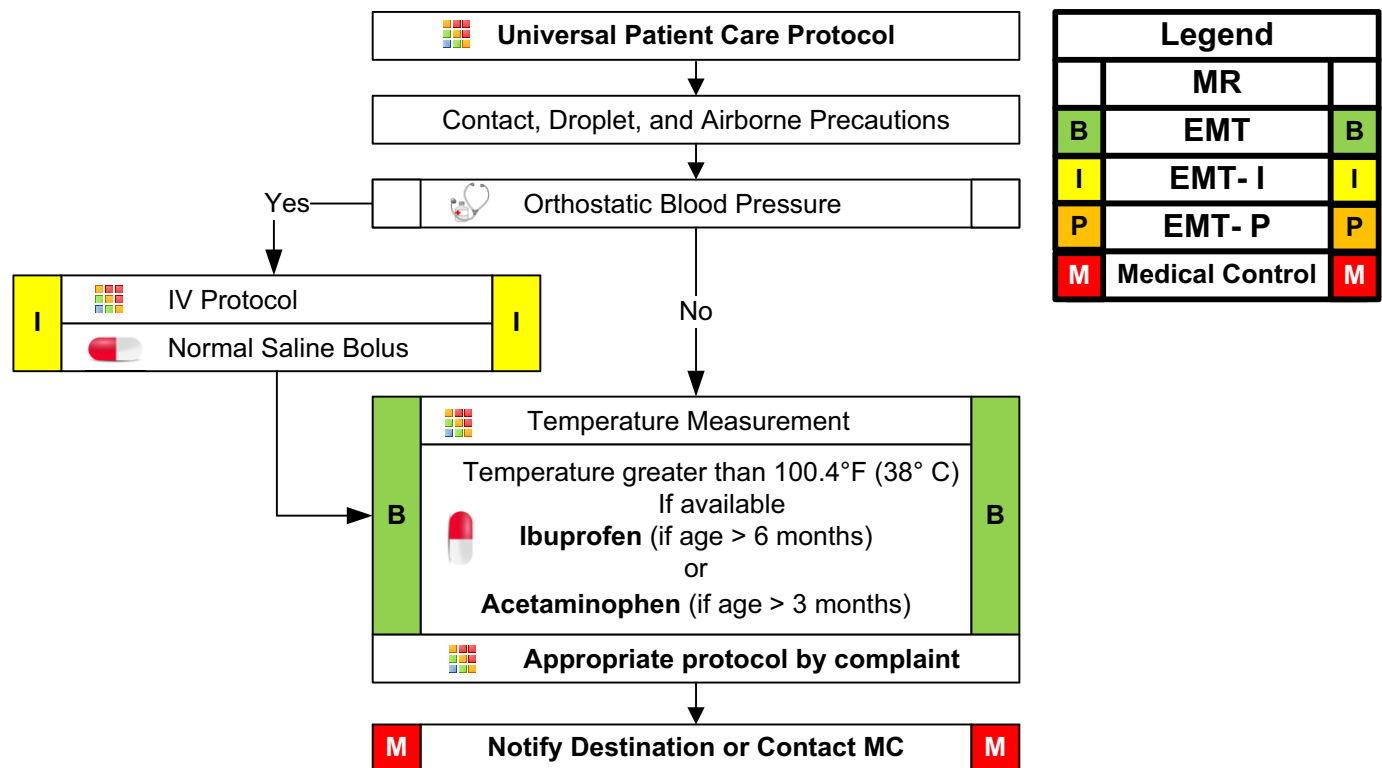 Universal Patient Care Protocol
Contact, Droplet, and Airborne Precautions
Orthostatic Blood Pressure
Yes
I IV Protocol I
Normal Saline Bolus
No
Temperature Measurement
Temperature greater than 100.4°F (38° C)
If available
B Ibuprofen (if age > 6 months) B
or
Acetaminophen (if age > 3 months)
Appropriate protocol by complaint
M Notify Destination or Contact MC M
Legend
MR
B EMT B
I EMT- I I
P EMT- P P
M Medical Control M